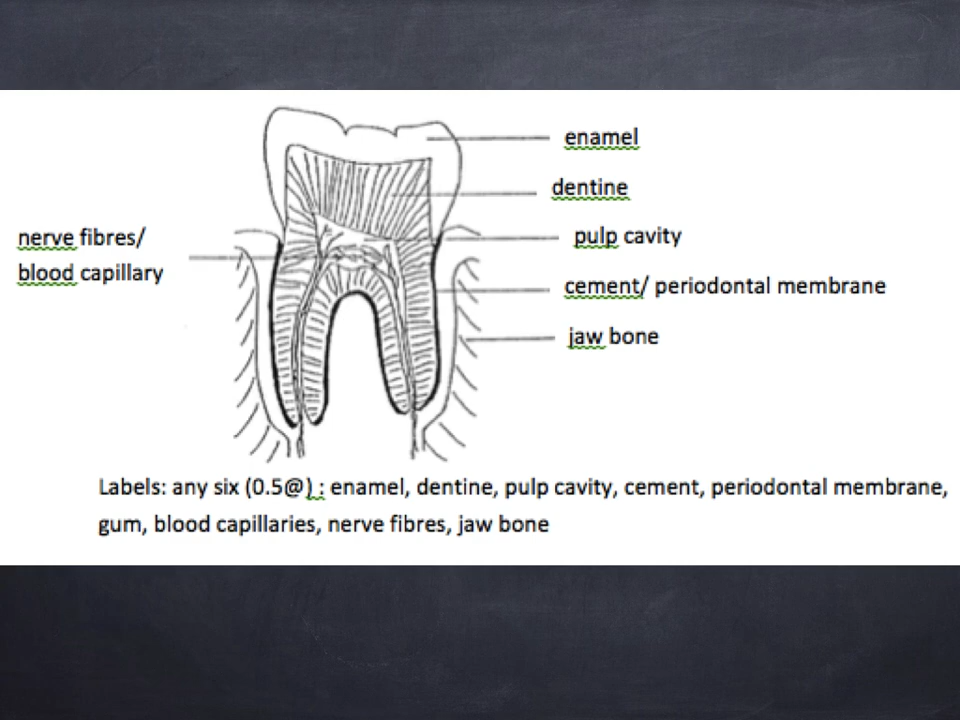 enamel
dentine
nerve fibres/
blood capillary
pulp cavity
cement/ periodontal membrane
jaw bone
Labels: any six (0.5@) : enamel, dentine, pulp cavity, cement, periodontal membrane,
gum, blood capillaries, nerve fibres, jaw bone